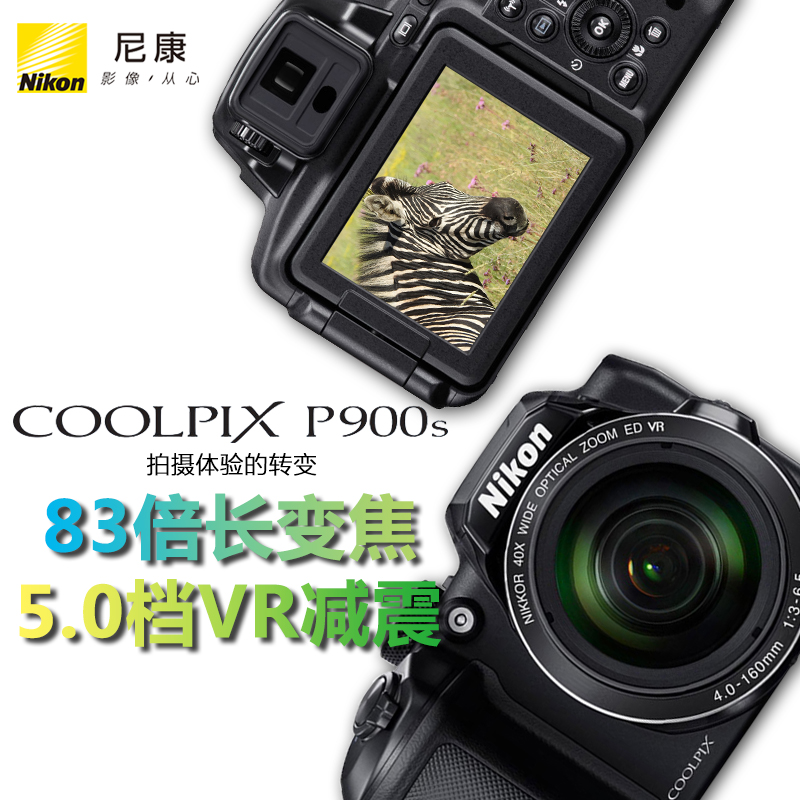 Nikon
尼康
影像·从心
OK
MENU
COOLPIX P900s
拍摄体验的转变
83倍长变焦
5.0档VR减震
Nikon
NIKKOR 40X WIDE OPTICAL ZOOM ED VR
4.0-160mm 1:3-6.5
COOLPIX